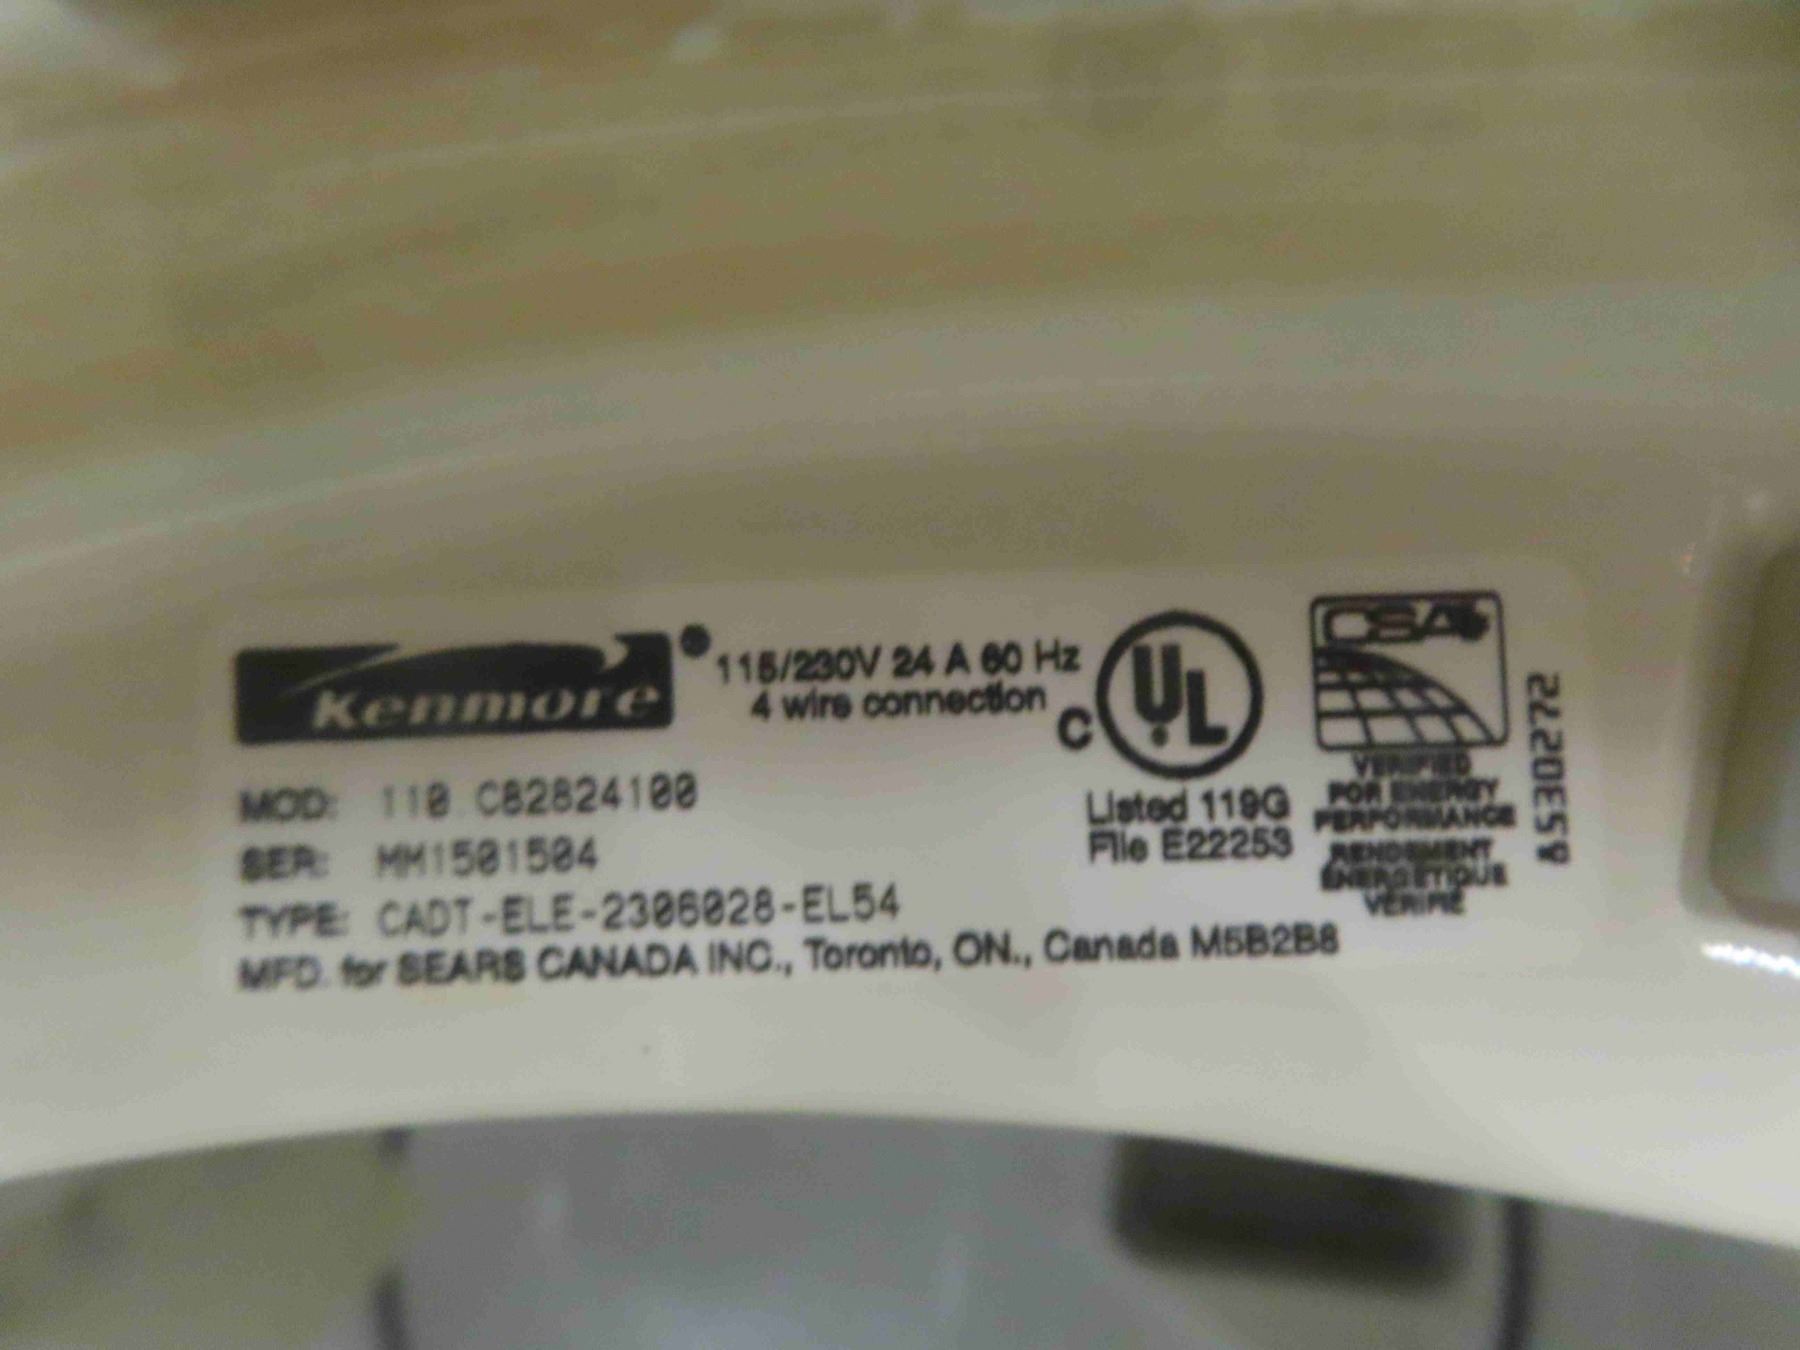 Kenmore
115/230V 24 A 60 Hz
4 wire connection
C UL
Listed 119G
File E22253
CSA
VERIFIED
FOR ENERGY
PERFORMANCE
RENDEMENT
ÉNERGÉTIQUE
VÉRIFIÉ
8530272
MOD: 110.C82824100
SER: MM1501504
TYPE: CADT-ELE-2306028-EL54
MFD. for SEARS CANADA INC., Toronto, ON., Canada M5B2B8